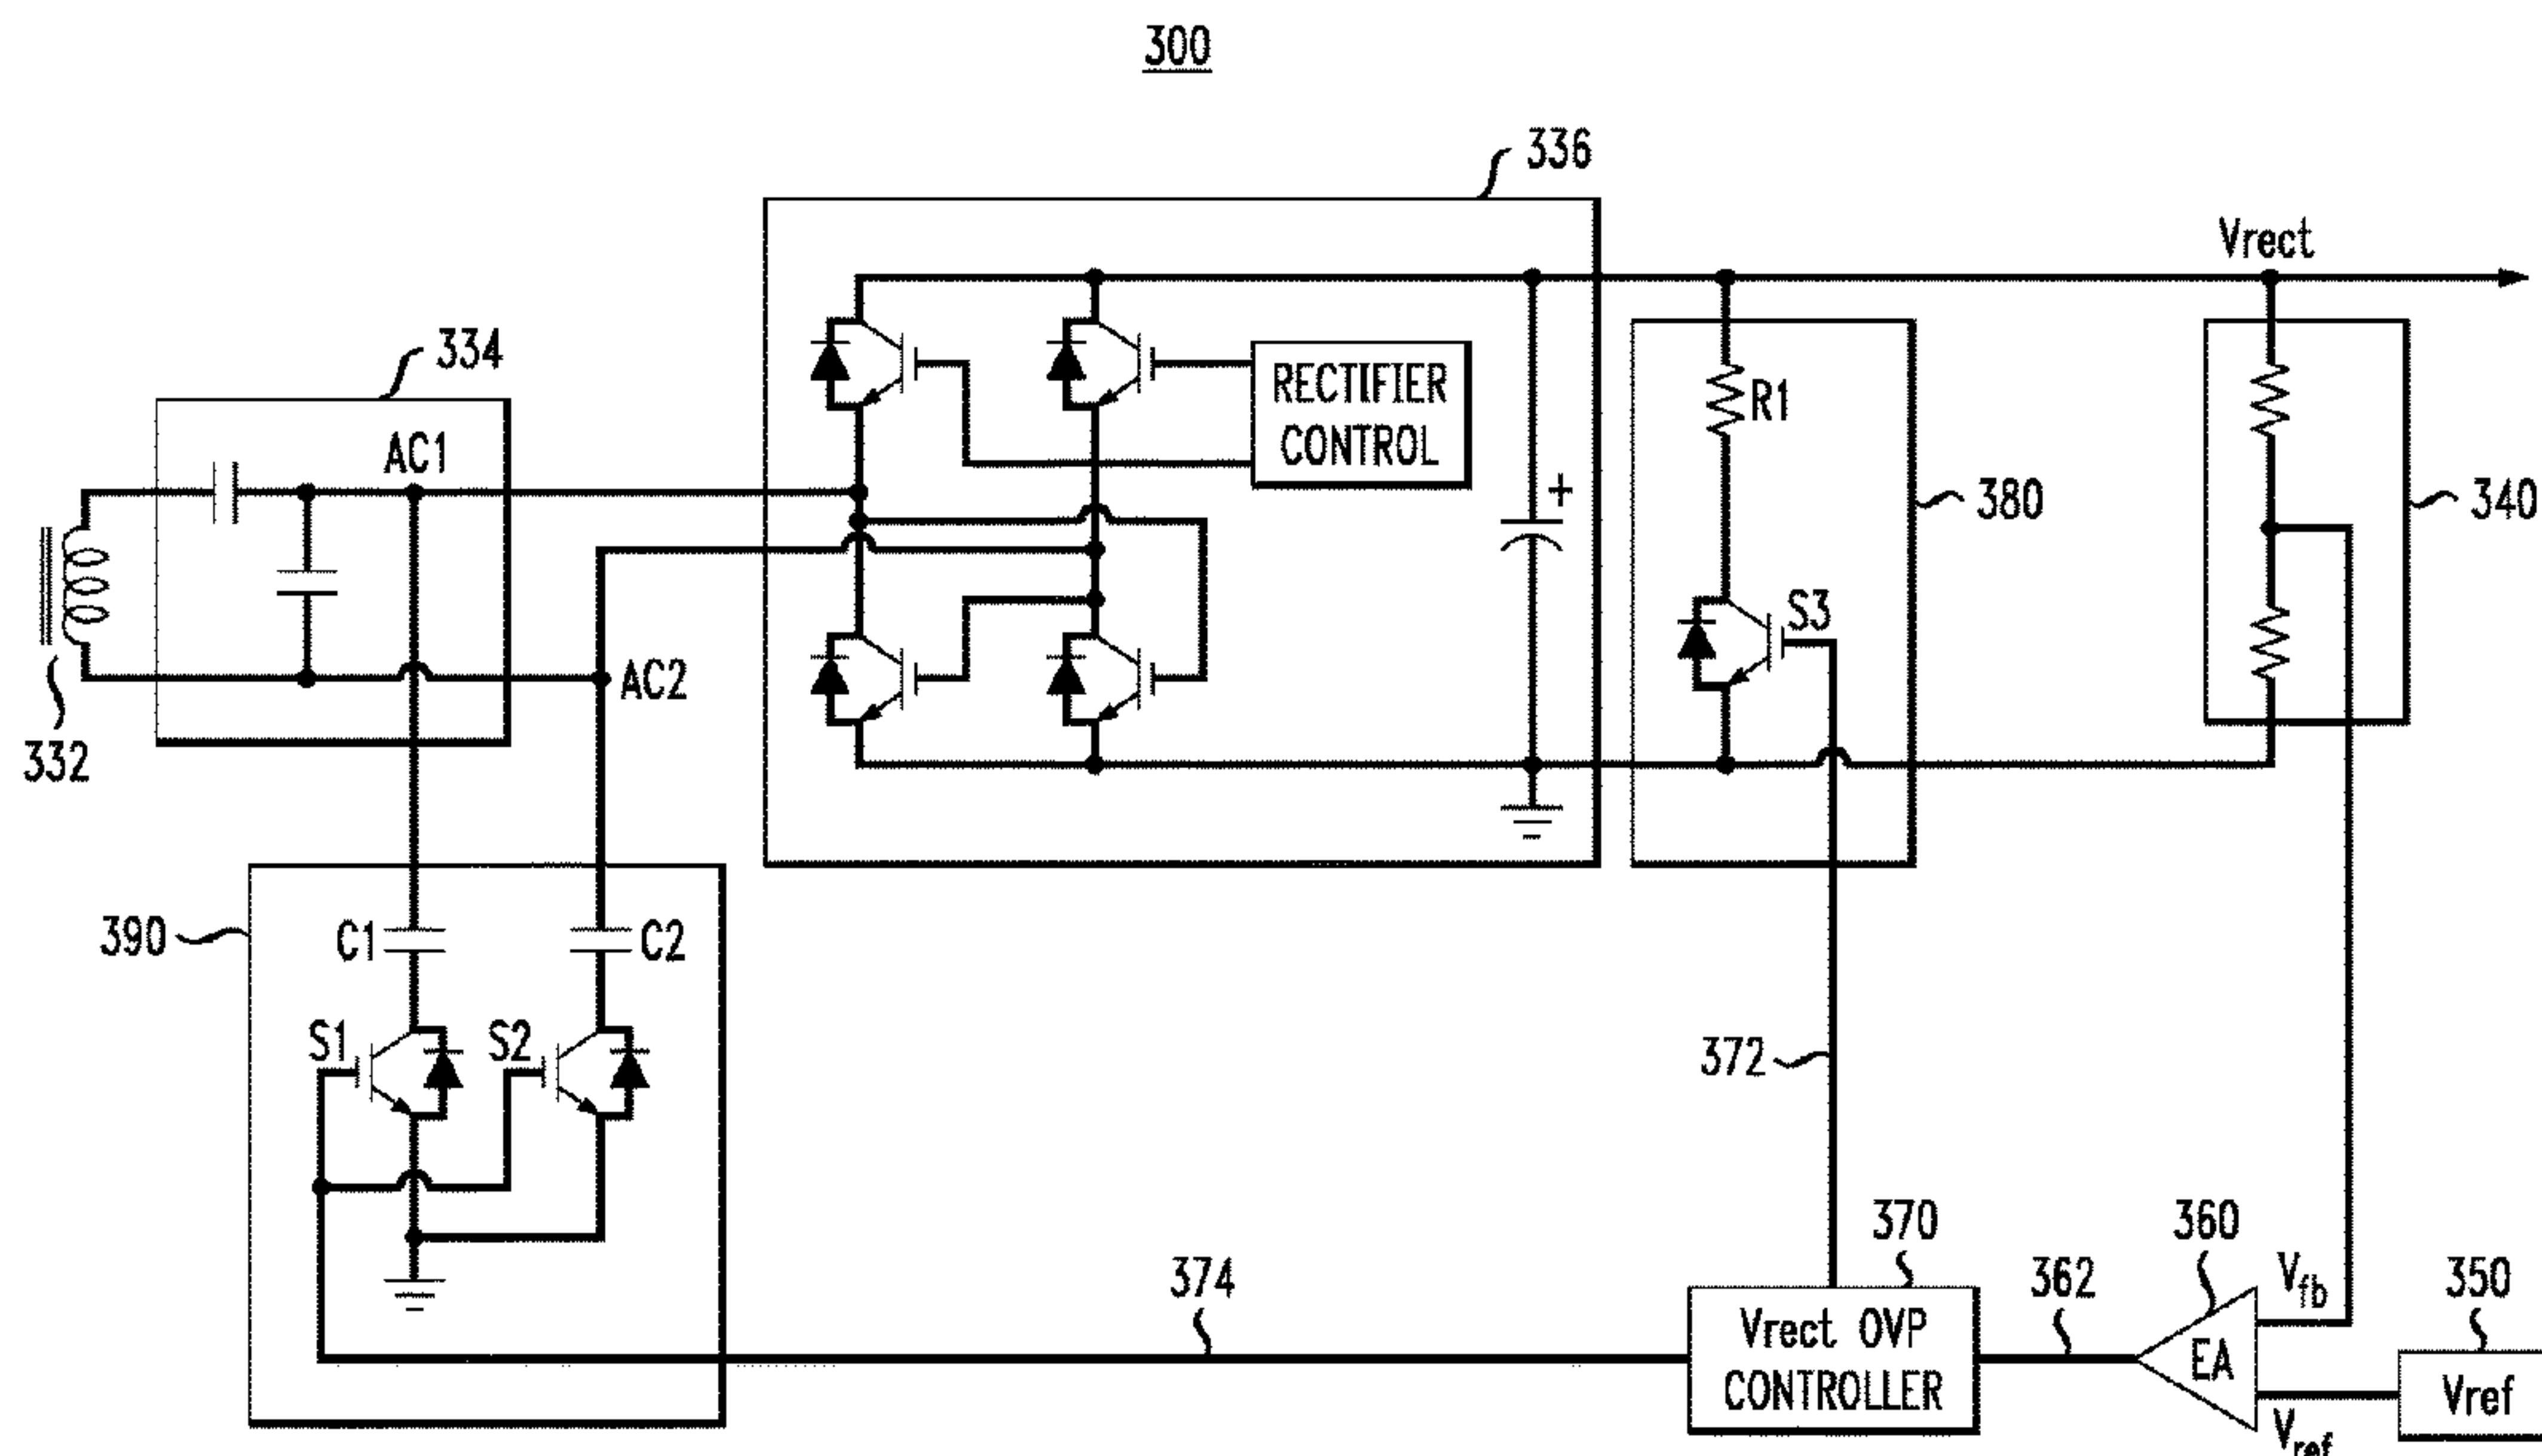 300
336
Vrect
334
AC1
RECTIFIER
CONTROL
R1
+
380
340
S3
AC2
332
390
C1
C2
S1
S2
372
370
360
374
362
Vfb
350
Vrect OVP
CONTROLLER
EA
Vref
Vref